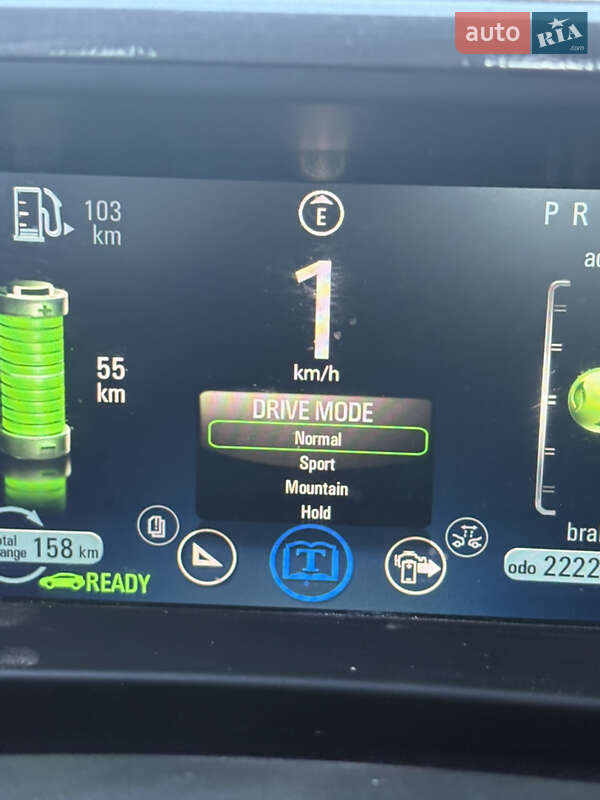 auto RIA
.com
103
km
E
P R
1
km/h
55
km
DRIVE MODE
Normal
Sport
Mountain
Hold
T
158 km
READY
odo 2222